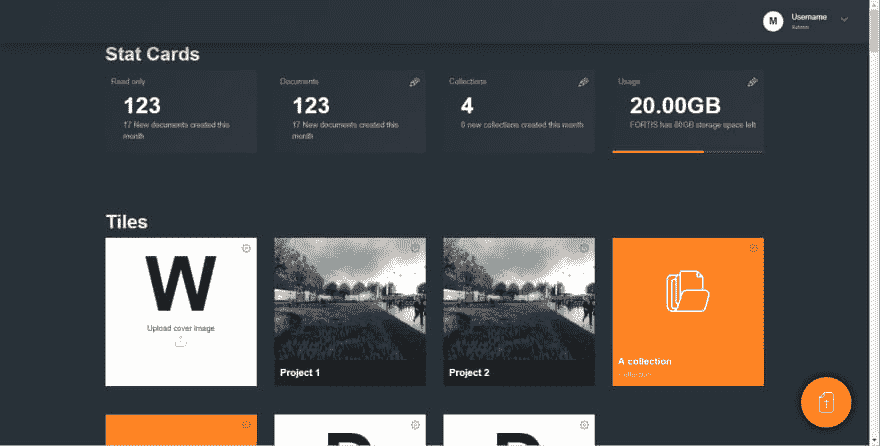 M
Username
Admin
Stat Cards
Read only
123
17 New documents created this
month
Documents
123
17 New documents created this
month
Collections
4
0 new collections created this month
Usage
20.00GB
FORTIS has 80GB storage space left
Tiles
W
Upload cover image
Project 1
Project 2
A collection
Collection